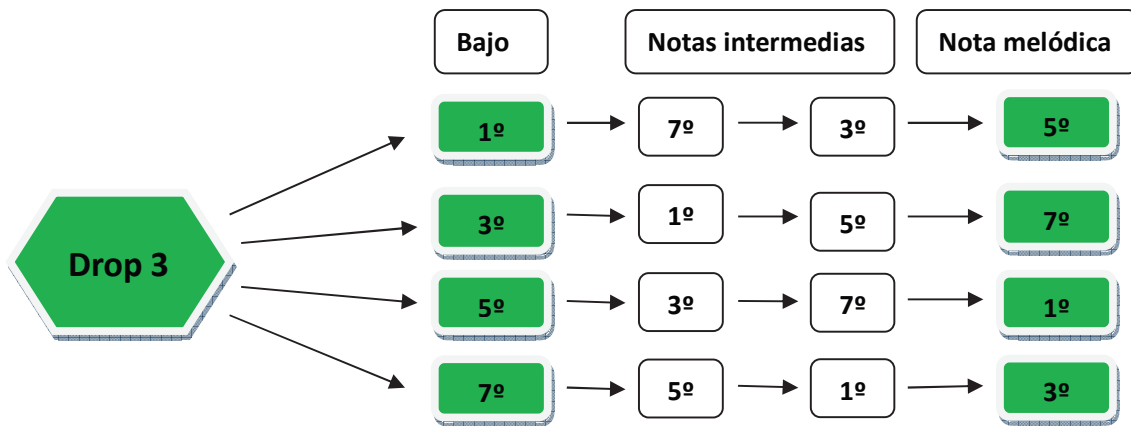 Bajo
Notas intermedias
Nota melódica
1º 7º 3º 5º
3º 1º 5º 7º
Drop 3
5º 3º 7º 1º
7º 5º 1º 3º